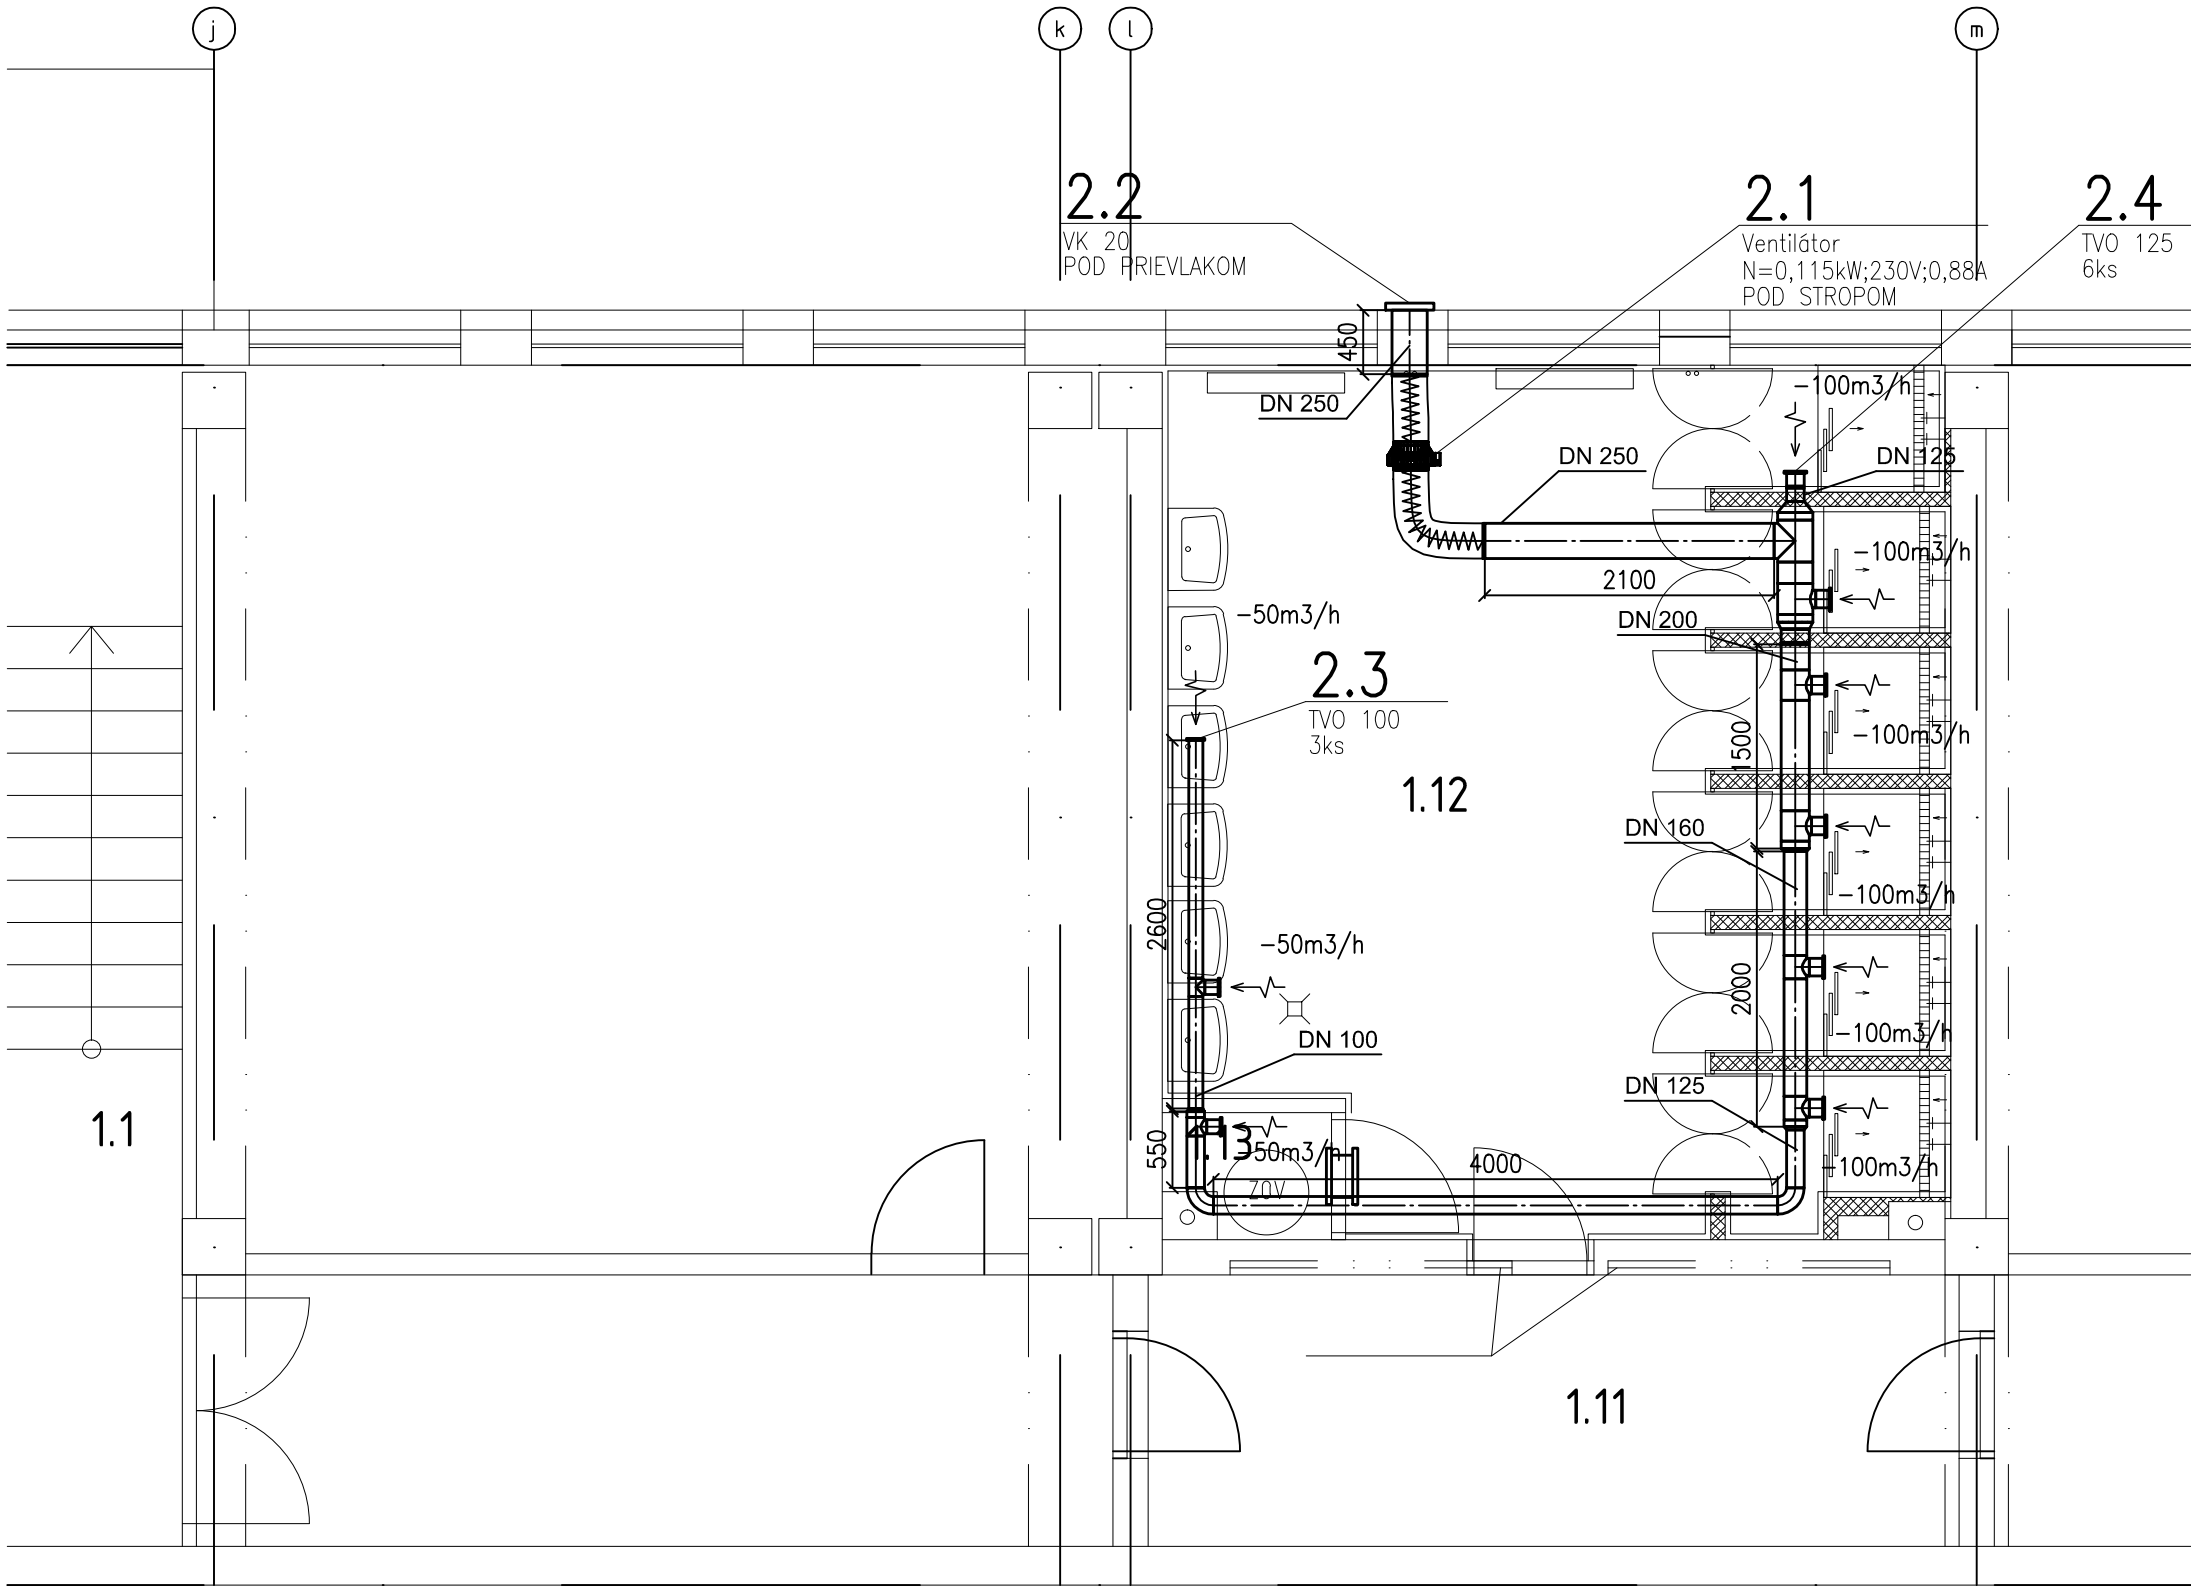 j
k
l
m
2.2
VK 20
POD PRIEVLAKOM
2.1
Ventilátor
N=0,115kW;230V;0,88A
POD STROPOM
2.4
TVO 125
6ks
450
DN 250
-100m3/h
DN 250
DN 125
-100m3/h
2100
-50m3/h
DN 200
2.3
TVO 100
3ks
-100m3/h
1500
1.12
DN 160
-100m3/h
2600
-50m3/h
2000
-100m3/h
DN 100
DN 125
1.1
550
1.13
-50m3/h
4000
-100m3/h
ZOV
1.11